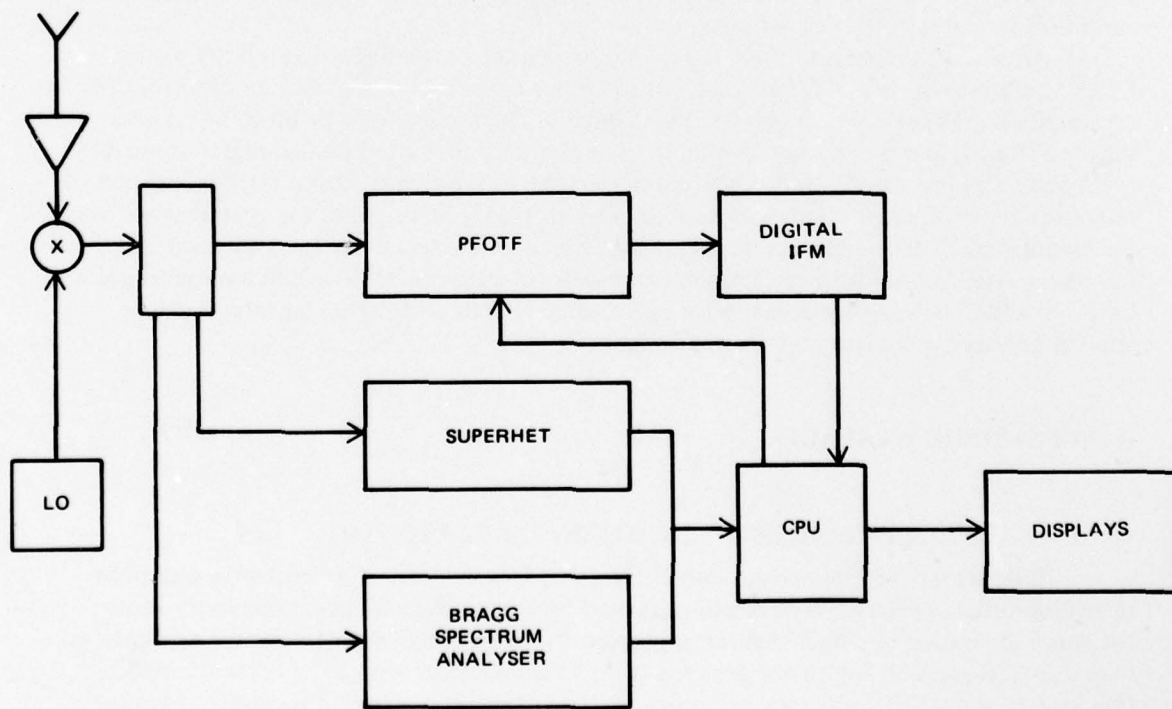 X
PFOTF
DIGITAL
IFM
SUPERHET
LO
CPU
DISPLAYS
BRAGG
SPECTRUM
ANALYSER